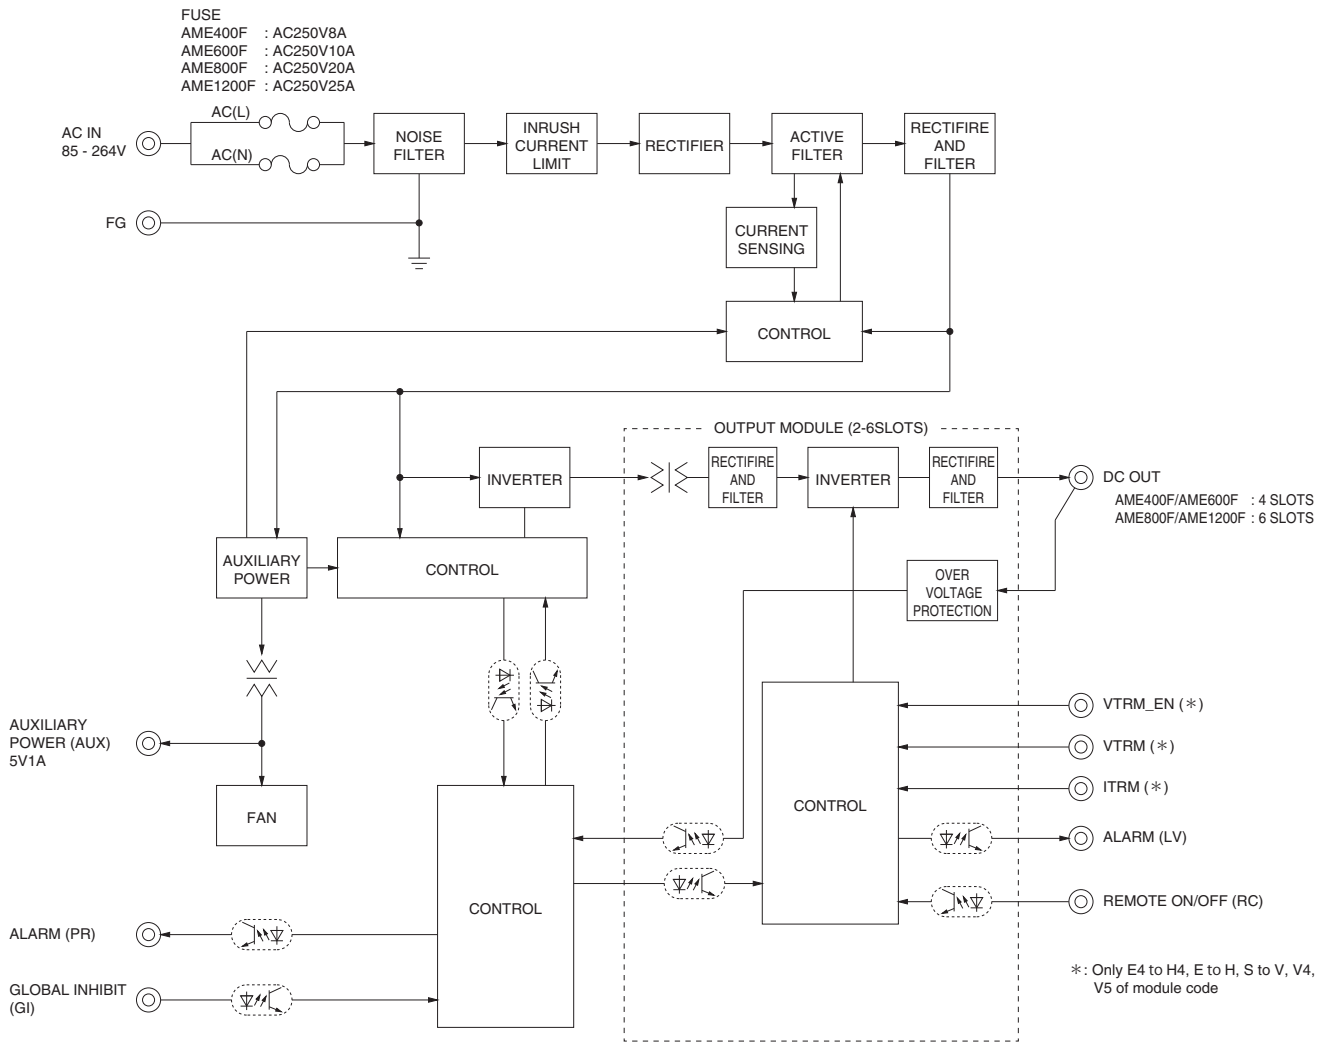 FUSE
AME400F : AC250V8A
AME600F : AC250V10A
AME800F : AC250V20A
AME1200F : AC250V25A
AC(L)
AC IN
85 - 264V
AC(N)
NOISE
FILTER
INRUSH
CURRENT
LIMIT
RECTIFIER
ACTIVE
FILTER
RECTIFIRE
AND
FILTER
FG
CURRENT
SENSING
CONTROL
OUTPUT MODULE (2-6SLOTS)
INVERTER
RECTIFIRE
AND
FILTER
INVERTER
RECTIFIRE
AND
FILTER
DC OUT
AME400F/AME600F : 4 SLOTS
AME800F/AME1200F : 6 SLOTS
AUXILIARY
POWER
CONTROL
OVER
VOLTAGE
PROTECTION
AUXILIARY
POWER (AUX)
5V1A
FAN
CONTROL
CONTROL
VTRM_EN (＊)
VTRM (＊)
ITRM (＊)
ALARM (LV)
REMOTE ON/OFF (RC)
ALARM (PR)
GLOBAL INHIBIT
(GI)
＊: Only E4 to H4, E to H, S to V, V4,
V5 of module code